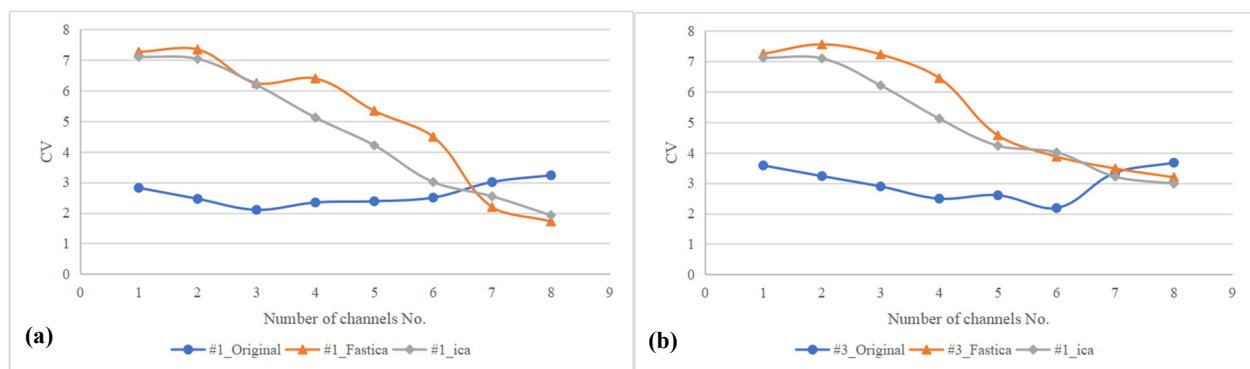 8
7
6
5
4
3
2
1
0
CV
0 1 2 3 4 5 6 7 8 9
Number of channels No.
(a)
#1_Original #1_Fastica #1_ica
8
7
6
5
4
3
2
1
0
CV
0 1 2 3 4 5 6 7 8 9
Number of channels No.
(b)
#3_Original #3_Fastica #1_ica